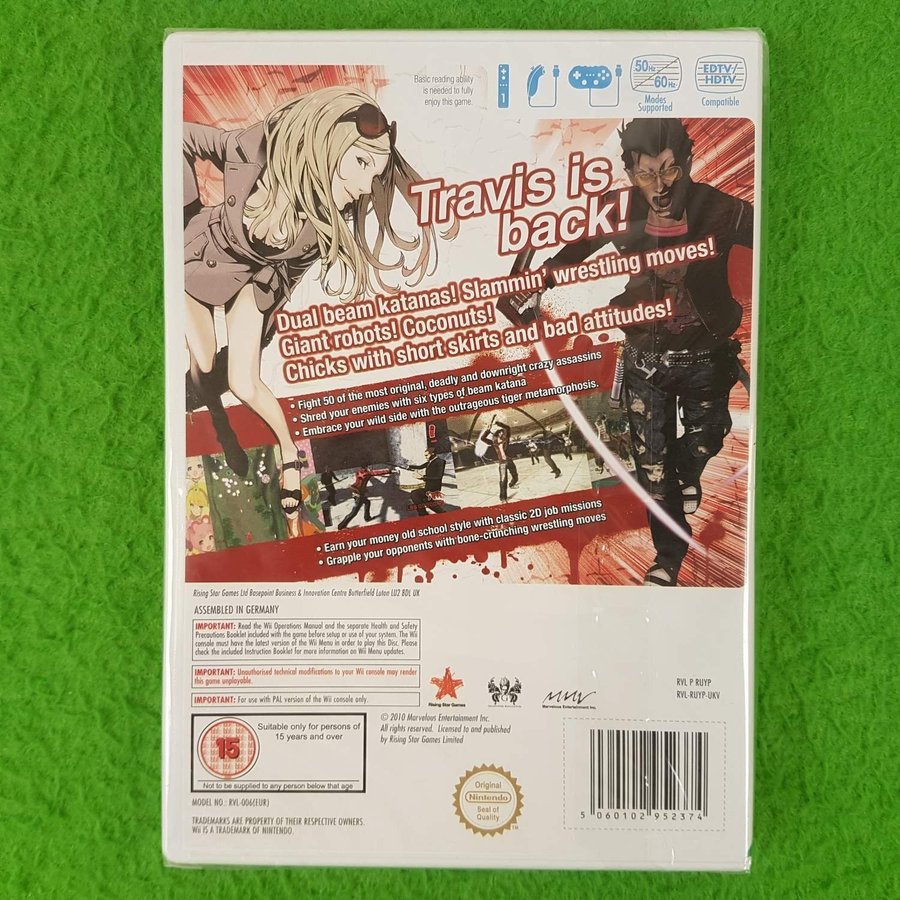 Basic reading ability
is needed to fully
enjoy this game.
1
50Hz
60Hz
Modes
Supported
EDTV/
HDTV
Compatible
Travis is
back!
Dual beam katanas! Slammin' wrestling moves!
Giant robots! Coconuts!
Chicks with short skirts and bad attitudes!
• Fight 50 of the most original, deadly and downright crazy assassins
• Shred your enemies with six types of beam katana
• Embrace your wild side with the outrageous tiger metamorphosis.
• Earn your money old school style with classic 2D job missions
• Grapple your opponents with bone-crunching wrestling moves
Rising Star Games Ltd Basepoint Business & Innovation Centre Butterfield Luton LU2 8DL UK
ASSEMBLED IN GERMANY
IMPORTANT: Read the Wii Operations Manual and the separate Health and Safety
Precautions Booklet included with the game before setup or use of your system. The Wii
console must have the latest version of the Wii Menu in order to play this Disc. Please
check the included Instruction Booklet for more information on Wii Menu updates.
IMPORTANT: Unauthorised technical modifications to your Wii console may render
this game unplayable.
IMPORTANT: For use with PAL version of the Wii console only.
Rising Star Games
Marvelous Entertainment Inc.
RVL P RUYP
RVL-RUYP-UKV
15
Suitable only for persons of
15 years and over
Not to be supplied to any person below that age
© 2010 Marvelous Entertainment Inc.
All rights reserved. Licensed to and published
by Rising Star Games Limited
MODEL NO.: RVL-006(EUR)
TRADEMARKS ARE PROPERTY OF THEIR RESPECTIVE OWNERS.
Wii IS A TRADEMARK OF NINTENDO.
Original
Nintendo
Seal of
Quality
TM
5 060102 952374